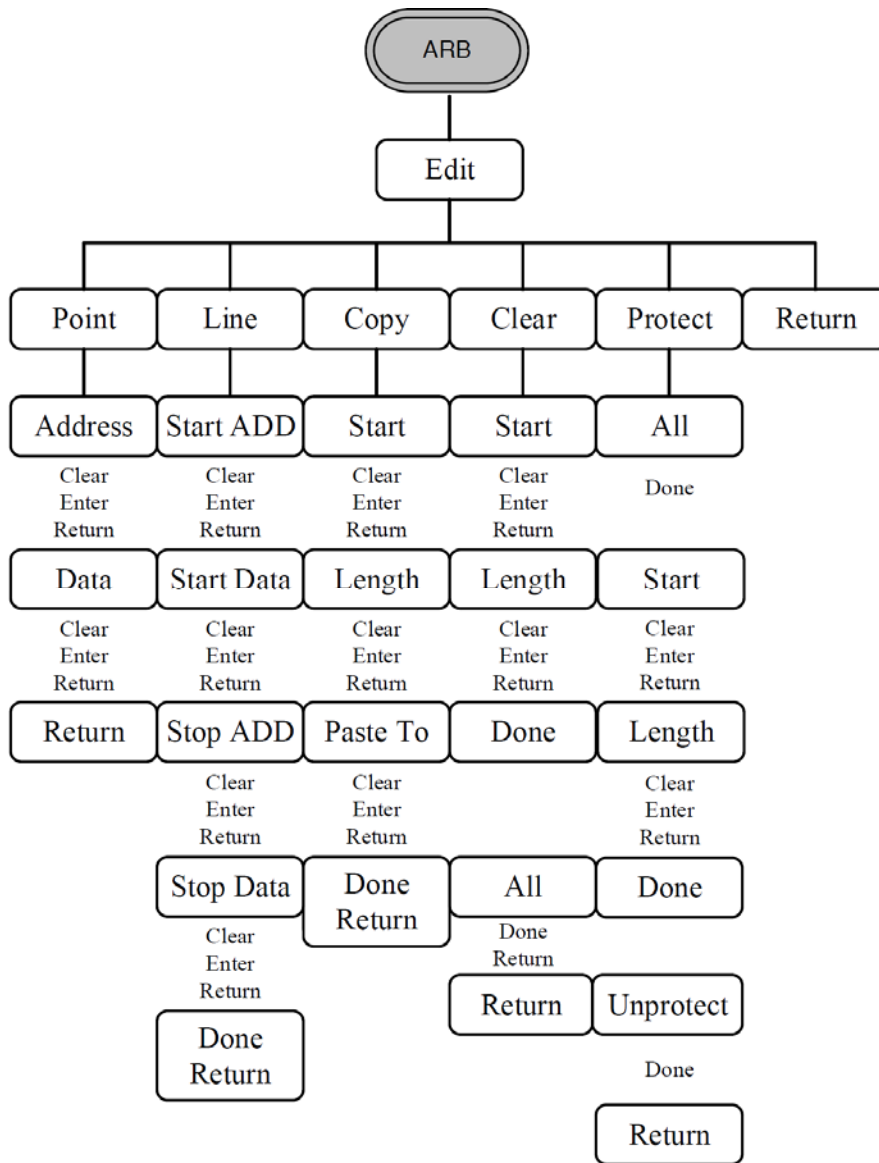 ARB
Edit
Point Line Copy Clear Protect Return
Address Start ADD Start Start All
Clear Clear Clear Clear
Enter Enter Enter Enter Done
Return Return Return Return
Data Start Data Length Length Start
Clear Clear Clear Clear Clear
Enter Enter Enter Enter Enter
Return Return Return Return Return
Return Stop ADD Paste To Done Length
Clear Clear Clear
Enter Enter Enter
Return Return Return
Stop Data Done All Done
Return
Clear Done
Enter Return
Return
Return Unprotect
Done
Return
Done
Return